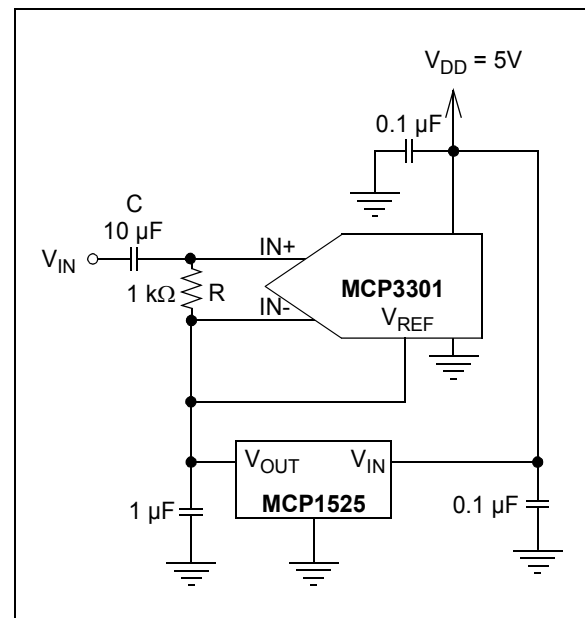 V_DD = 5V
0.1 µF
C
10 µF
V_IN
IN+
1 kΩ R
IN-
MCP3301
V_REF
V_OUT V_IN
MCP1525
1 µF
0.1 µF